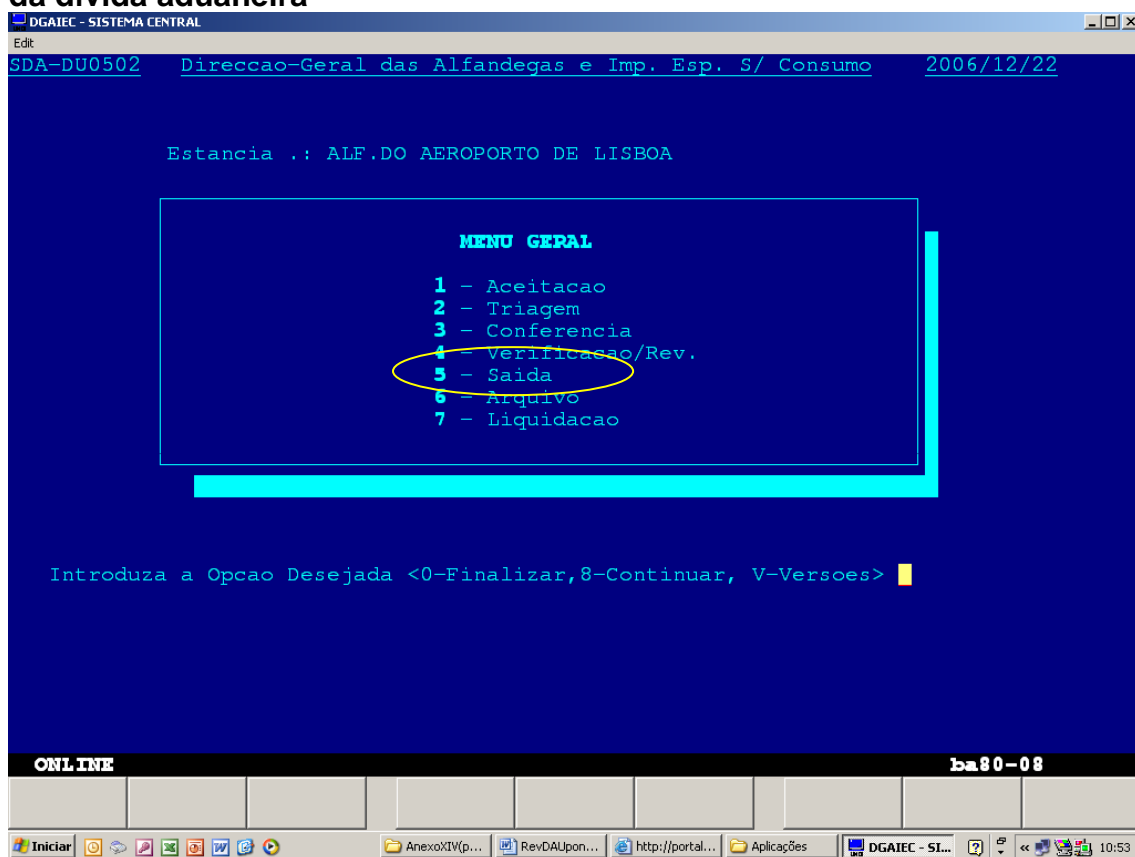 da dívida aduaneira
DGAIEC - SISTEMA CENTRAL
Edit
SDA-DU0502 Direccao-Geral das Alfandegas e Imp. Esp. S/ Consumo 2006/12/22
Estancia .: ALF.DO AEROPORTO DE LISBOA
MENU GERAL
1 - Aceitacao
2 - Triagem
3 - Conferencia
4 - Verificacao/Rev.
5 - Saida
6 - Arquivo
7 - Liquidacao
Introduza a Opcao Desejada <0-Finalizar,8-Continuar, V-Versoes>
ONLINE ba80-08
Iniciar AnexoXIV(p... RevDAUpon... http://portal... Aplicações DGAIEC - SI... 10:53